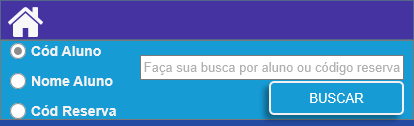 Cód Aluno
Nome Aluno
Cód Reserva
Faça sua busca por aluno ou código reserva
BUSCAR